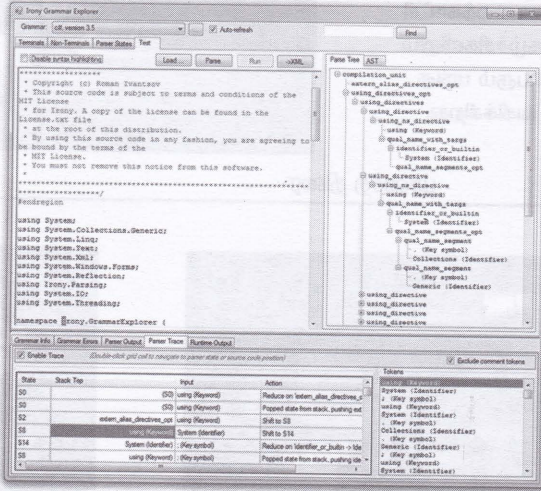 Irony Grammar Explorer
Grammar: c#, version 3.5
...
Auto-refresh
Find
Terminals Non-Terminals Parser States Test
Disable syntax highlighting
Load ... Parse Run ->XML
Parse Tree AST
*******************
* Copyright (c) Roman Ivantsov
* This source code is subject to terms and conditions of the
MIT License
* for Irony. A copy of the license can be found in the
License.txt file
* at the root of this distribution.
* By using this source code in any fashion, you are agreeing to
be bound by the terms of the
* MIT License.
* You must not remove this notice from this software.
*
#endregion
using System;
using System.Collections.Generic;
using System.Linq;
using System.Text;
using System.Xml;
using System.Windows.Forms;
using System.Reflection;
using Irony.Parsing;
using System.IO;
using System.Threading;
namespace Irony.GrammarExplorer {
compilation_unit
extern_alias_directives_opt
using_directives_opt
using_directives
using_directive
using_ns_directive
using (Keyword)
qual_name_with_targs
identifier_or_builtin
System (Identifier)
qual_name_segments_opt
using_directive
using_ns_directive
using (Keyword)
qual_name_with_targs
identifier_or_builtin
System (Identifier)
qual_name_segments_opt
qual_name_segment
. (Key symbol)
Collections (Identifier)
qual_name_segment
. (Key symbol)
Generic (Identifier)
using_directive
using_directive
using_directive
using_directive
Grammar Info Grammar Errors Parser Output Parser Trace Runtime Output
Enable Trace (Double-click grid cell to navigate to parser state or source code position)
Exclude comment tokens
State Stack Top Input Action
S0 using (Keyword) Reduce on 'extern_alias_directives_o
S0 (S0) using (Keyword) Popped state from stack, pushing ext
S2 extern_alias_directives_opt using (Keyword) Shift to S8
S8 using (Keyword) System (Identifier) Shift to S14
S14 System (Identifier) ; (Key symbol) Reduce on 'identifier_or_builtin -> Ide
S8 using (Keyword) ; (Key symbol) Popped state from stack, pushing ide
Tokens
using (Keyword)
System (Identifier)
; (Key symbol)
using (Keyword)
System (Identifier)
. (Key symbol)
Collections (Identifier)
. (Key symbol)
Generic (Identifier)
; (Key symbol)
using (Keyword)
System (Identifier)